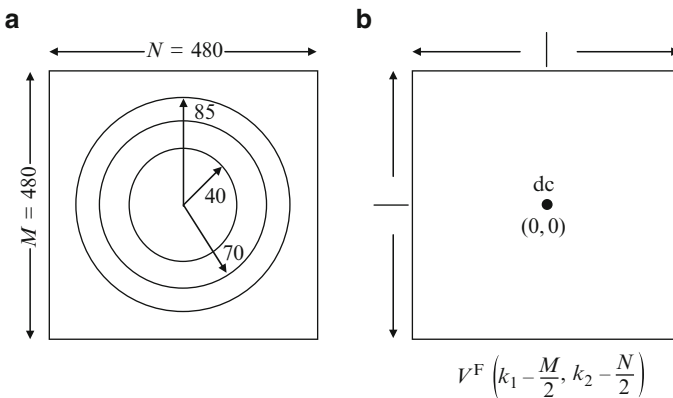 a
N = 480
M = 480
85
40
70
b
dc
(0, 0)
V^F (k_1 – M/2, k_2 – N/2)